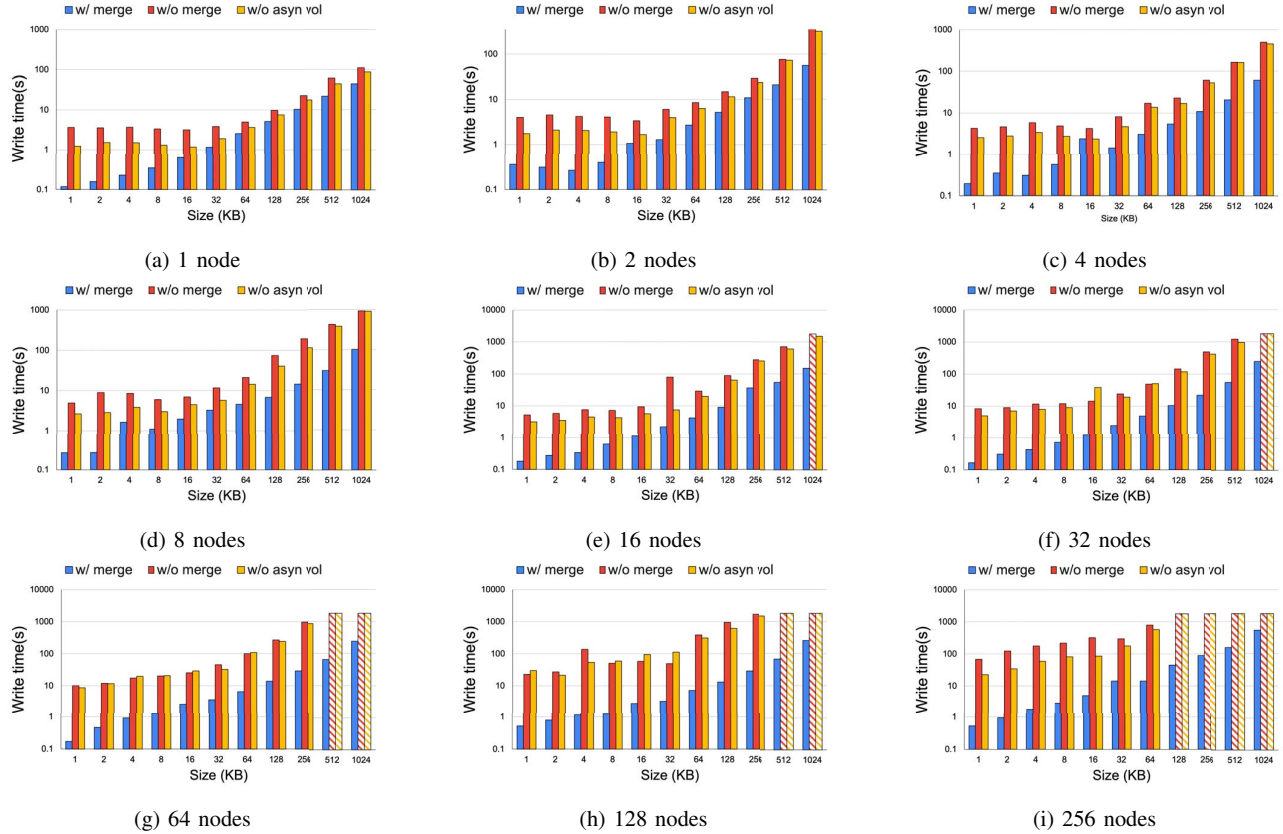 w/ merge w/o merge w/o asyn vol
w/ merge w/o merge w/o asyn vol
w/ merge w/o merge w/o asyn vol
Write time(s)
1000
100
10
1
0.1
1 2 4 8 16 32 64 128 256 512 1024
Size (KB)
Write time(s)
100
10
1
0.1
1 2 4 8 16 32 64 128 256 512 1024
Size (KB)
Write time(s)
1000
100
10
1
0.1
1 2 4 8 16 32 64 128 256 512 1024
Size (KB)
(a) 1 node
(b) 2 nodes
(c) 4 nodes
w/ merge w/o merge w/o asyn vol
w/ merge w/o merge w/o asyn vol
w/ merge w/o merge w/o asyn vol
Write time(s)
1000
100
10
1
0.1
1 2 4 8 16 32 64 128 256 512 1024
Size (KB)
Write time(s)
10000
1000
100
10
1
0.1
1 2 4 8 16 32 64 128 256 512 1024
Size (KB)
Write time(s)
10000
1000
100
10
1
0.1
1 2 4 8 16 32 64 128 256 512 1024
Size (KB)
(d) 8 nodes
(e) 16 nodes
(f) 32 nodes
w/ merge w/o merge w/o asyn vol
w/ merge w/o merge w/o asyn vol
w/ merge w/o merge w/o asyn vol
Write time(s)
10000
1000
100
10
1
0.1
1 2 4 8 16 32 64 128 256 512 1024
Size (KB)
Write time(s)
10000
1000
100
10
1
0.1
1 2 4 8 16 32 64 128 256 512 1024
Size (KB)
Write time(s)
10000
1000
100
10
1
0.1
1 2 4 8 16 32 64 128 256 512 1024
Size (KB)
(g) 64 nodes
(h) 128 nodes
(i) 256 nodes